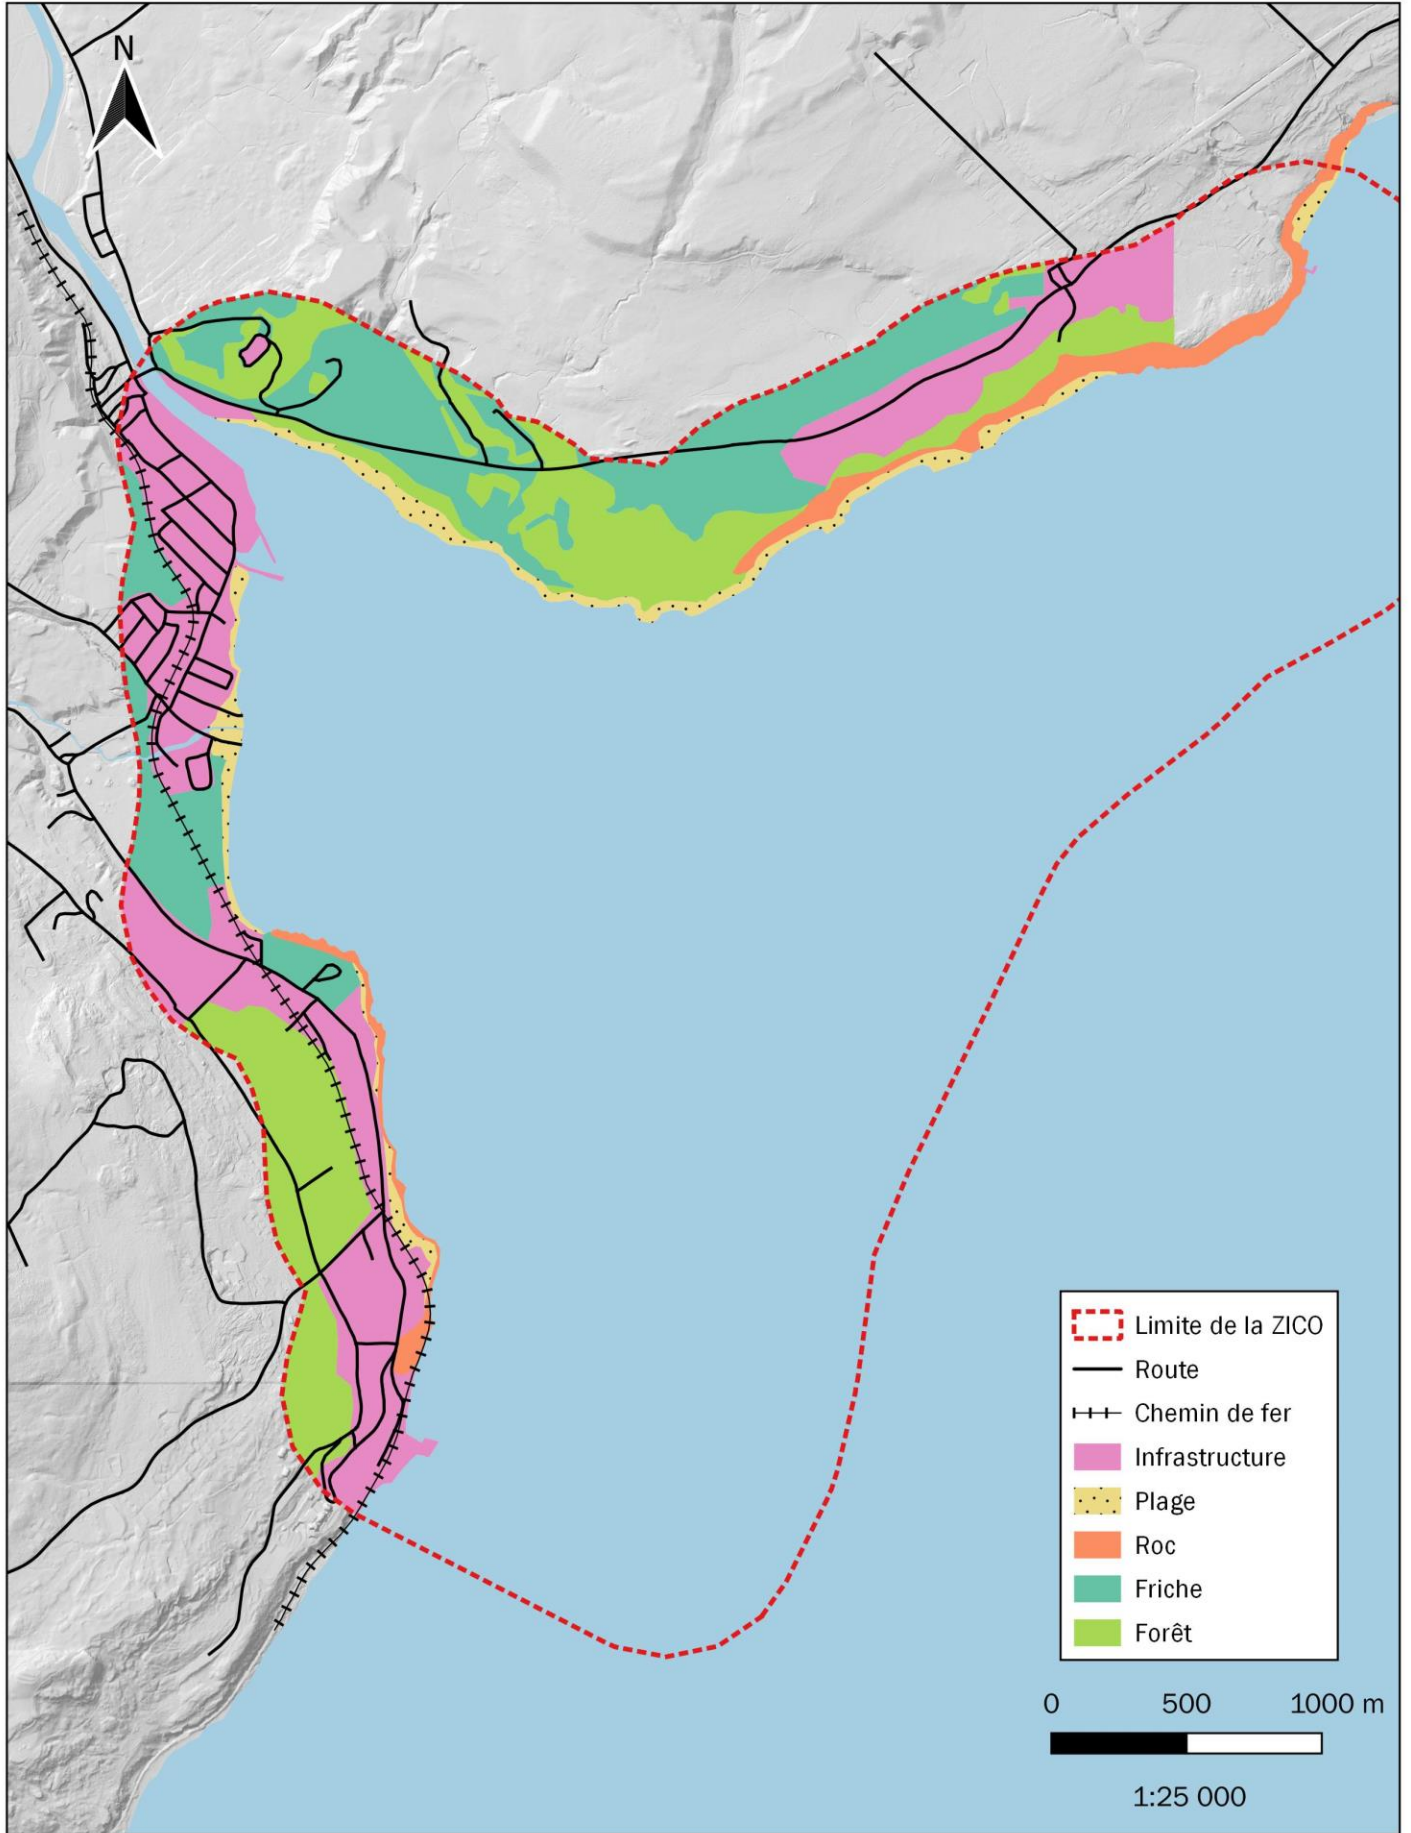 N
Limite de la ZICO
Route
Chemin de fer
Infrastructure
Plage
Roc
Friche
Forêt
0 500 1000 m
1:25 000